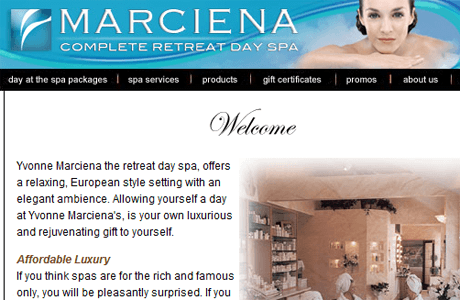 MARCIENA
COMPLETE RETREAT DAY SPA
day at the spa packages | spa services | products | gift certificates | promos | about us |
Welcome
Yvonne Marciena the retreat day spa, offers
a relaxing, European style setting with an
elegant ambience. Allowing yourself a day
at Yvonne Marciena's, is your own luxurious
and rejuvenating gift to yourself.
Affordable Luxury
If you think spas are for the rich and famous
only, you will be pleasantly surprised. If you